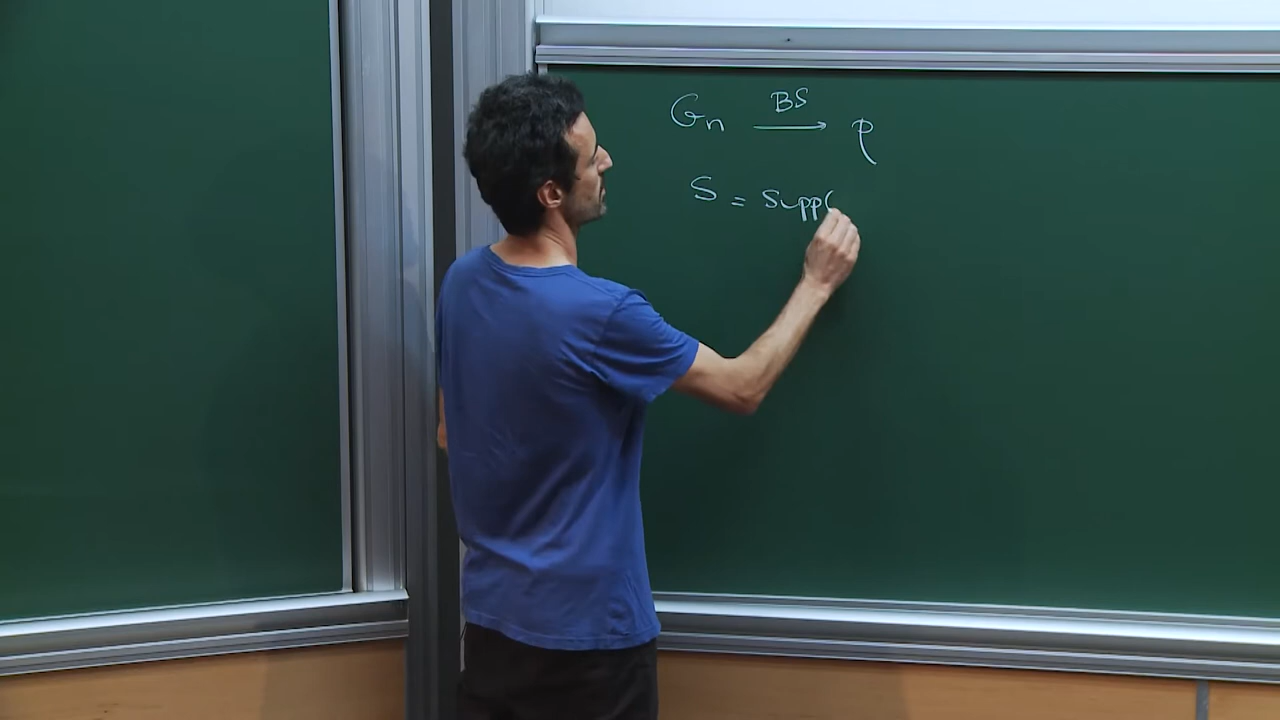 Gn BS⟶ p
S = Supp(